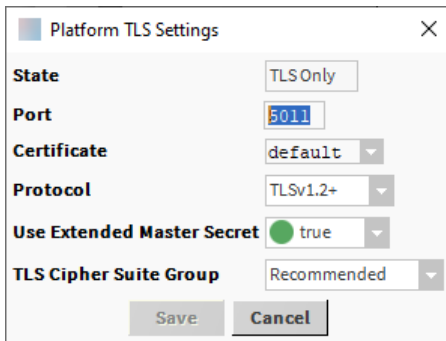 Platform TLS Settings
State TLS Only
Port 5011
Certificate default
Protocol TLSv1.2+
Use Extended Master Secret true
TLS Cipher Suite Group Recommended
Save Cancel